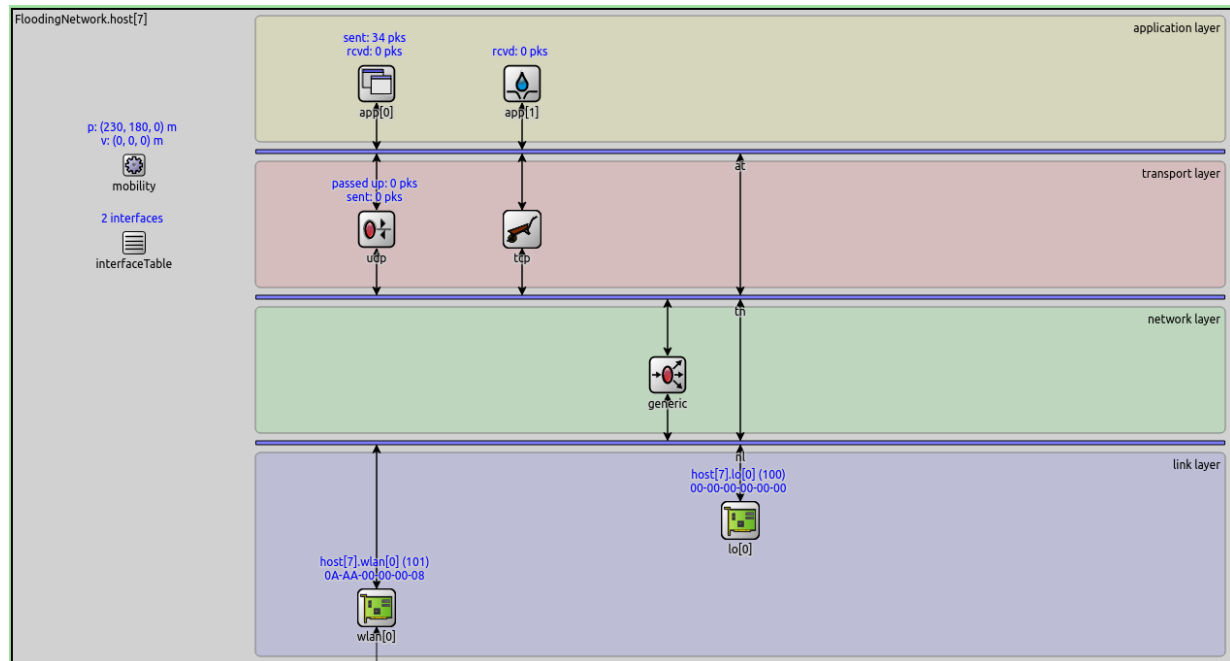 FloodingNetwork.host[7]
application layer
sent: 34 pks
rcvd: 0 pks
app[0]
rcvd: 0 pks
app[1]
p: (230, 180, 0) m
v: (0, 0, 0) m
mobility
2 interfaces
interfaceTable
at
transport layer
passed up: 0 pks
sent: 0 pks
udp
tcp
tn
network layer
generic
nl
link layer
host[7].lo[0] (100)
00-00-00-00-00-00
lo[0]
host[7].wlan[0] (101)
0A-AA-00-00-00-08
wlan[0]